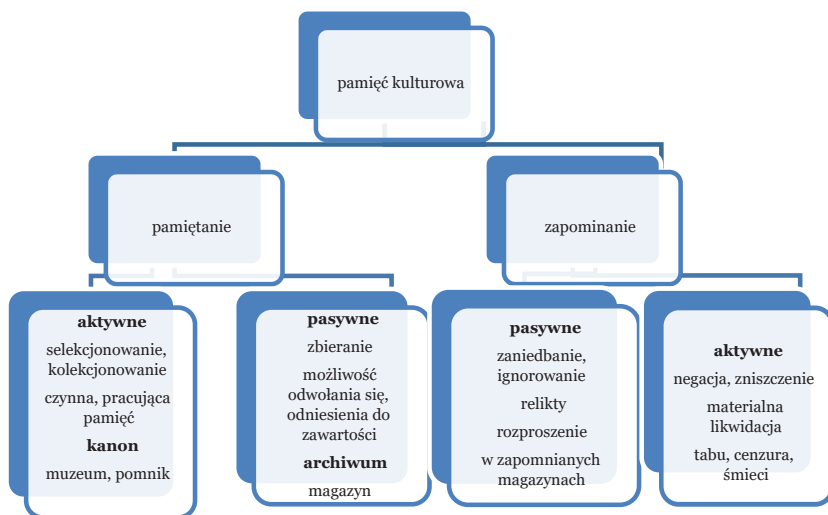 pamięć kulturowa
pamiętanie
zapominanie
aktywne
selekcjonowanie,
kolekcjonowanie
czynna, pracująca
pamięć
kanon
muzeum, pomnik
pasywne
zbieranie
możliwość
odwołania się,
odniesienia do
zawartości
archiwum
magazyn
pasywne
zaniedbanie,
ignorowanie
relikty
rozproszenie
w zapomnianych
magazynach
aktywne
negacja, zniszczenie
materialna
likwidacja
tabu, cenzura,
śmieci